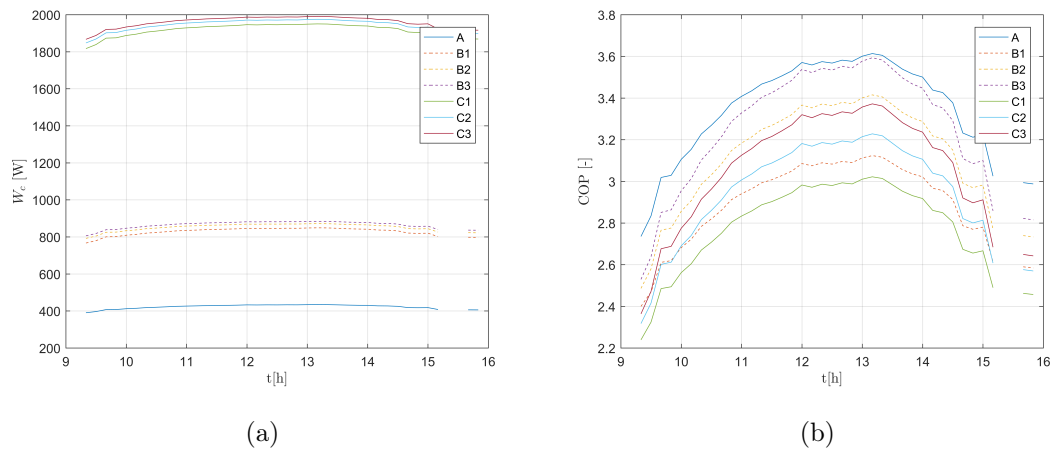 2000
1800
1600
1400
1200
1000
800
600
400
200
W_c [W]
9 10 11 12 13 14 15 16
t[h]
A
B1
B2
B3
C1
C2
C3
(a)
3.8
3.6
3.4
3.2
3
2.8
2.6
2.4
2.2
COP [-]
9 10 11 12 13 14 15 16
t[h]
A
B1
B2
B3
C1
C2
C3
(b)